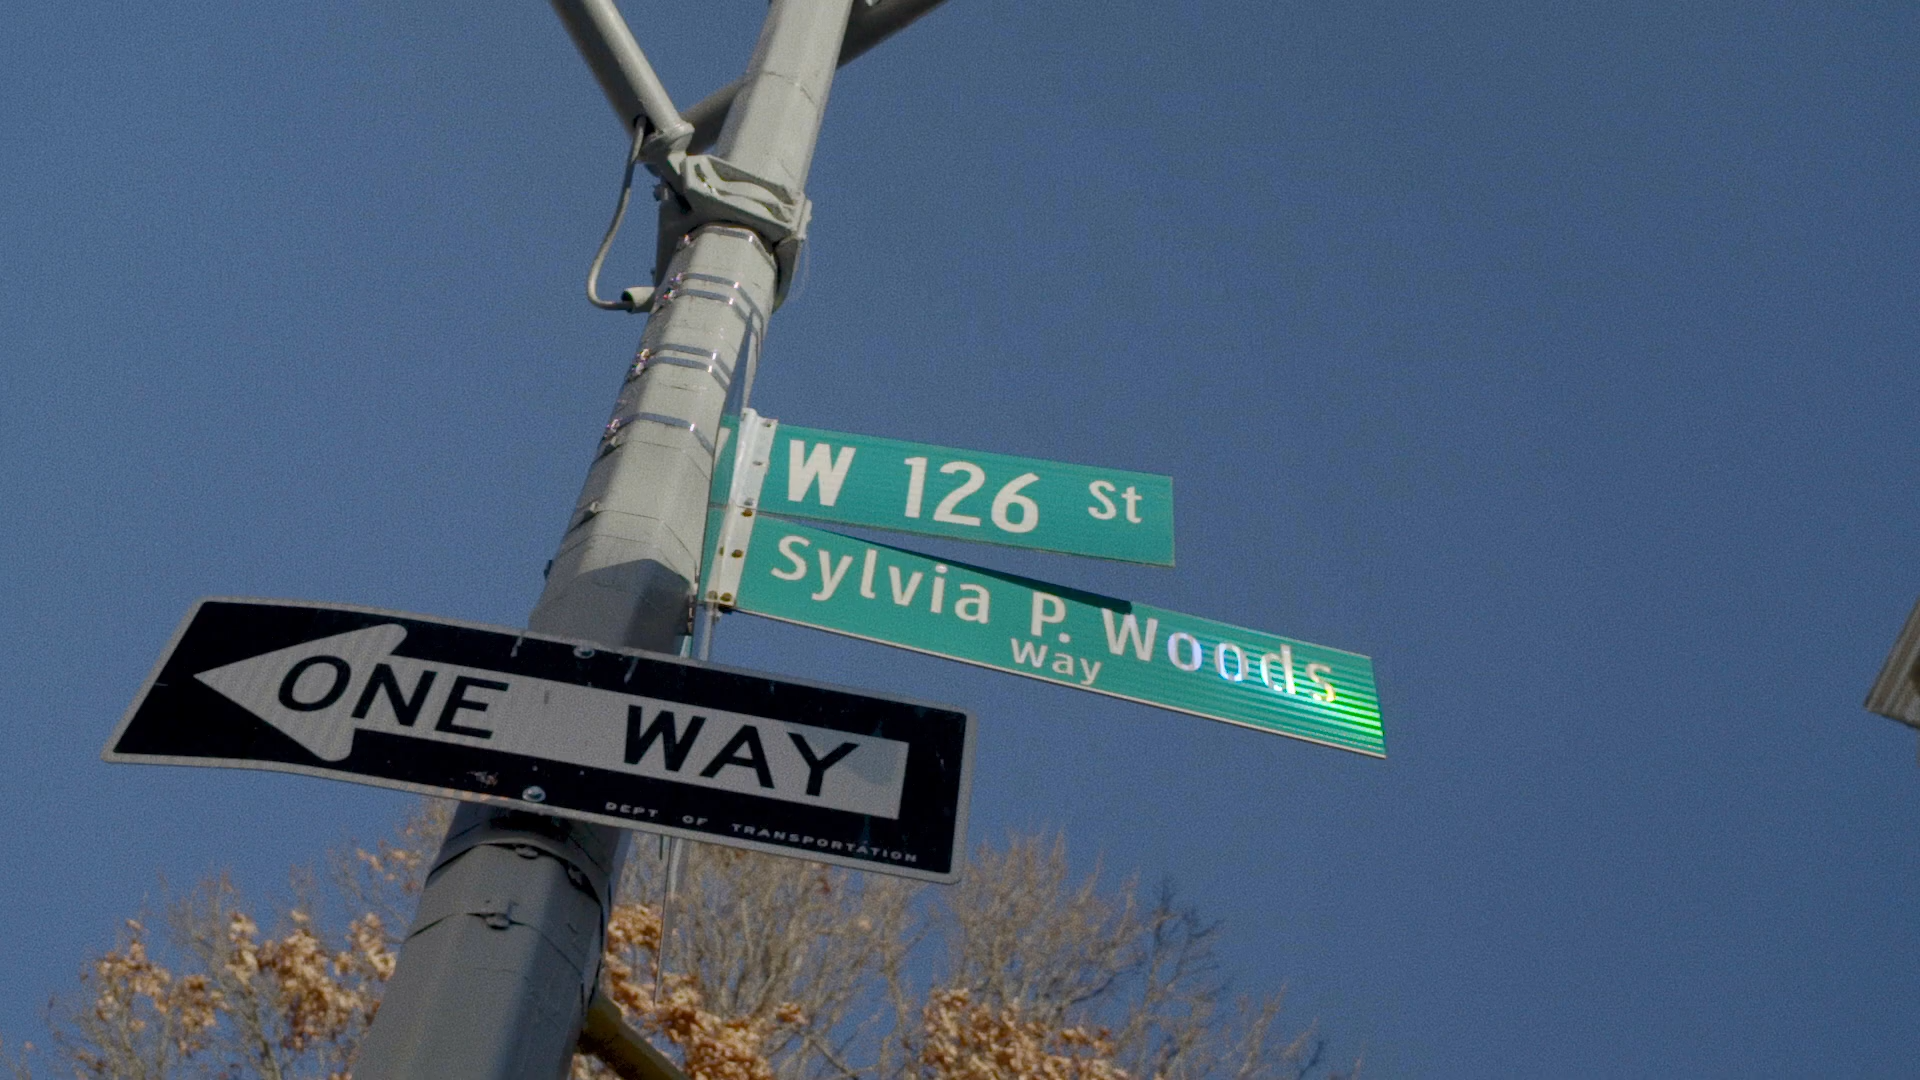 W 126 St
Sylvia P. Woods
Way
ONE WAY
DEPT OF TRANSPORTATION